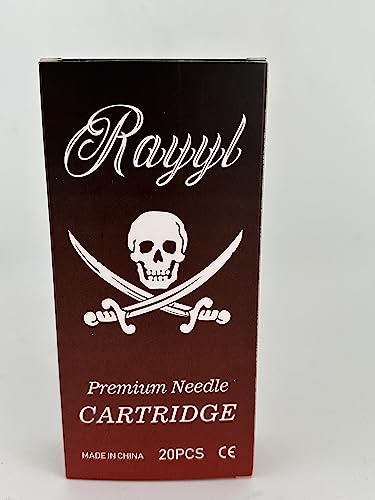 Rayyl
Premium Needle
CARTRIDGE
MADE IN CHINA 20PCS CE